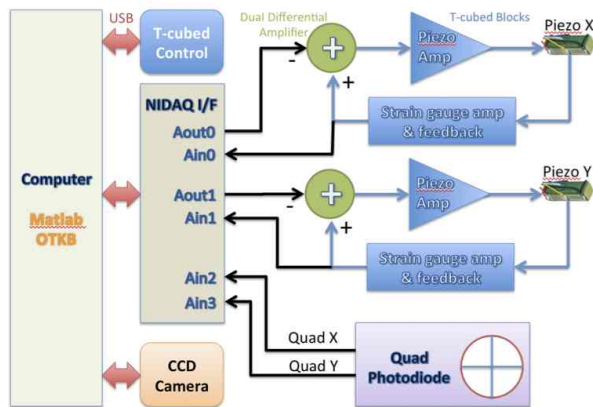 USB
Dual Differential
Amplifier
T-cubed Blocks
Piezo X
T-cubed
Control
+
-
+
Piezo
Amp
NIDAQ I/F
Aout0
Ain0
Strain gauge amp
& feedback
Computer
Matlab
OTKB
Aout1
Ain1
+
-
+
Piezo
Amp
Piezo Y
Strain gauge amp
& feedback
Ain2
Ain3
Quad X
Quad Y
CCD
Camera
Quad
Photodiode